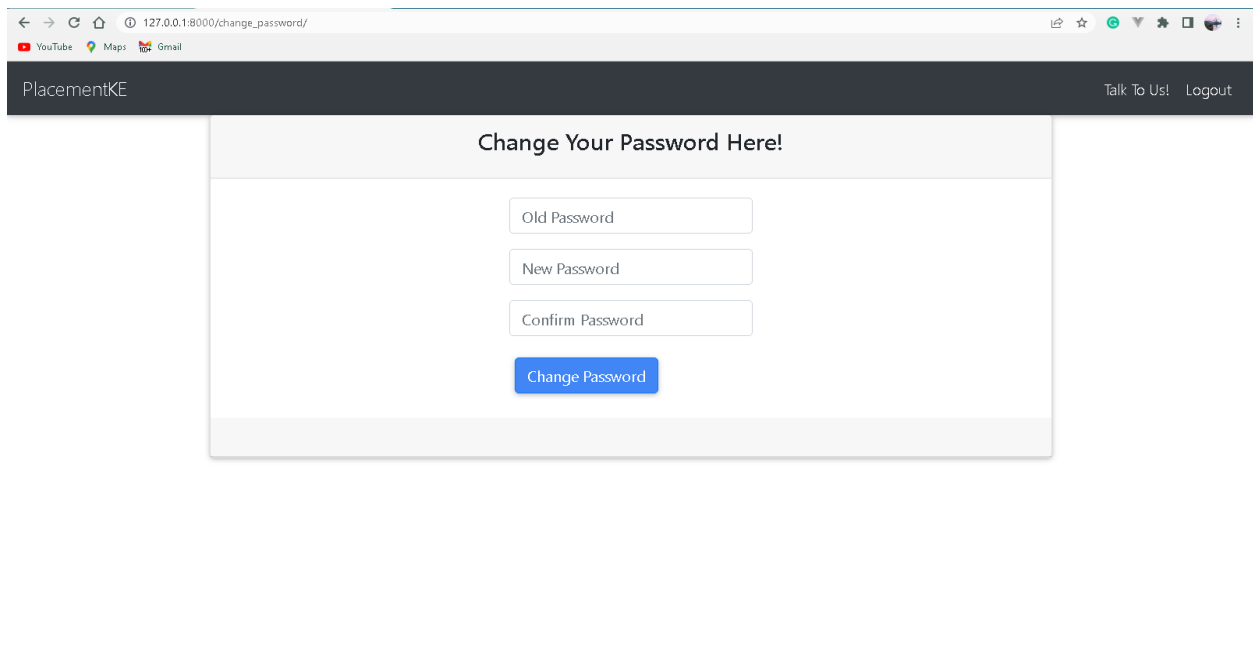 127.0.0.1:8000/change_password/
YouTube Maps Gmail
PlacementKE Talk To Us! Logout
Change Your Password Here!
Old Password
New Password
Confirm Password
Change Password